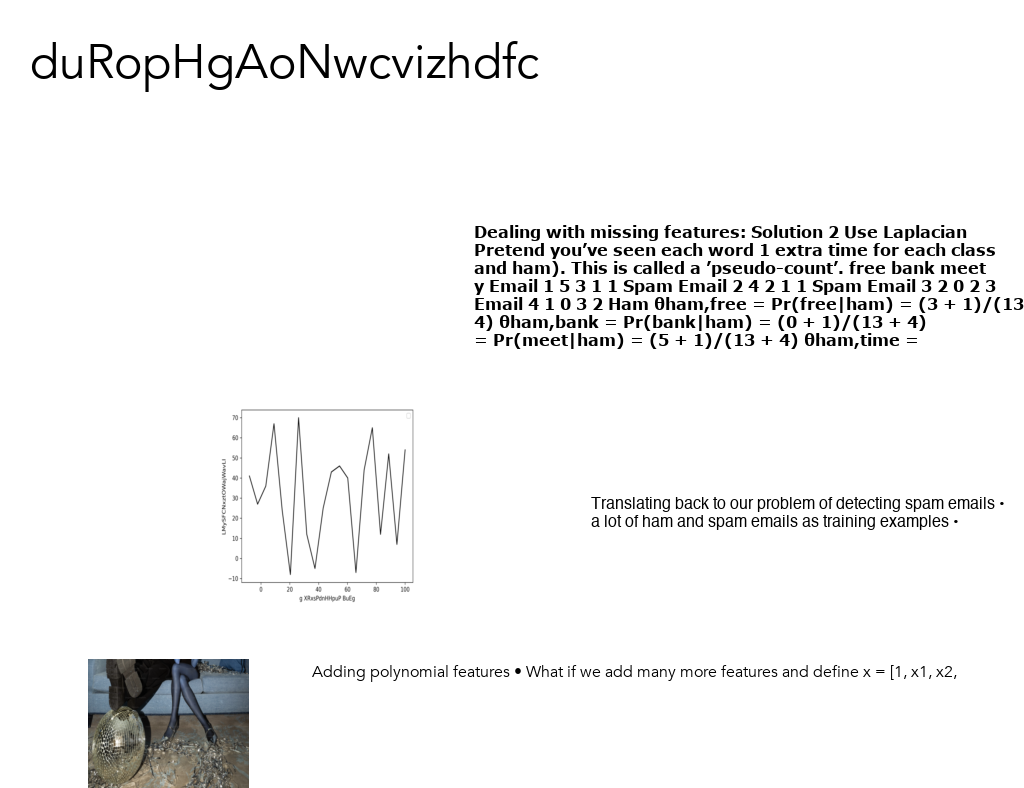 duRopHgAoNwcvizhdfc
Dealing with missing features: Solution 2 Use Laplacian
Pretend you’ve seen each word 1 extra time for each class
and ham). This is called a ’pseudo-count’. free bank meet
y Email 1 5 3 1 1 Spam Email 2 4 2 1 1 Spam Email 3 2 0 2 3
Email 4 1 0 3 2 Ham θham,free = Pr(free|ham) = (3 + 1)/(13
4) θham,bank = Pr(bank|ham) = (0 + 1)/(13 + 4)
= Pr(meet|ham) = (5 + 1)/(13 + 4) θham,time =
70
60
50
40
30
20
10
0
−10
0 20 40 60 80 100
g XRxsPdnHHpuP BuEg
Translating back to our problem of detecting spam emails •
a lot of ham and spam emails as training examples •
Adding polynomial features • What if we add many more features and define x = [1, x1, x2,